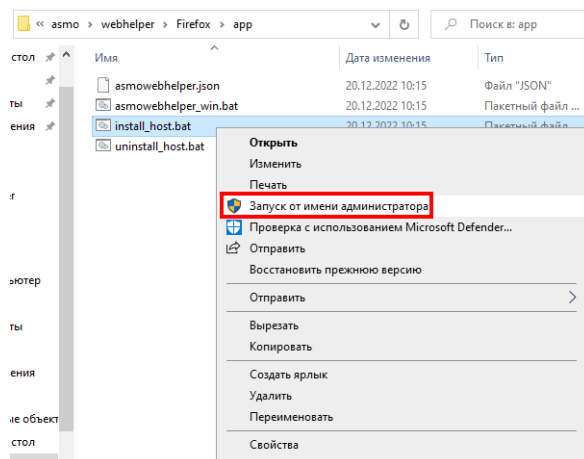 « asmo › webhelper › Firefox › app
Поиск в: app
стол
Имя
Дата изменения
Тип
asmowebhelper.json
20.12.2022 10:15
Файл "JSON"
ты
asmowebhelper_win.bat
20.12.2022 10:15
Пакетный файл ...
ения
install_host.bat
20.12.2022 10:15
Пакетный файл
uninstall_host.bat
Открыть
Изменить
Печать
Запуск от имени администратора
Проверка с использованием Microsoft Defender...
Отправить
Восстановить прежнюю версию
ьютер
Отправить
ты
Вырезать
Копировать
ения
Создать ярлык
Удалить
ые объект
Переименовать
стол
Свойства